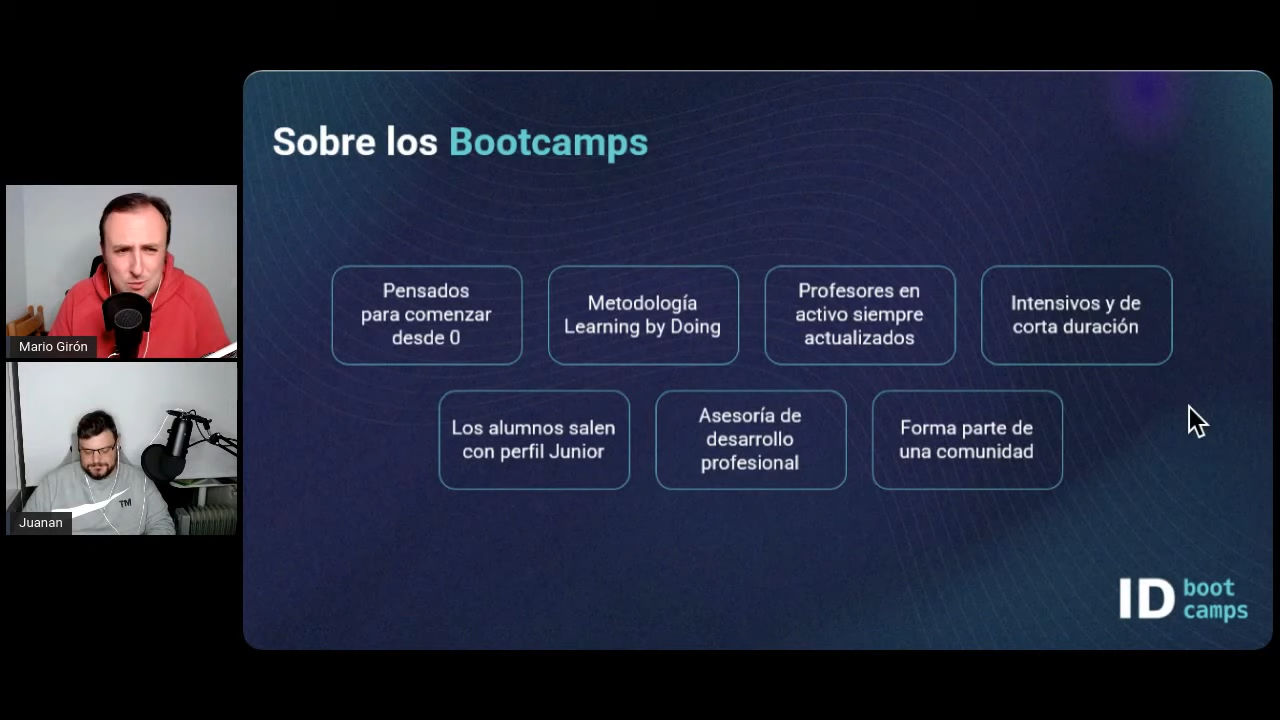 Sobre los Bootcamps
Pensados
para comenzar
desde 0
Metodología
Learning by Doing
Profesores en
activo siempre
actualizados
Intensivos y de
corta duración
Los alumnos salen
con perfil Junior
Asesoría de
desarrollo
profesional
Forma parte de
una comunidad
Mario Girón
TM
Juanan
ID boot
camps